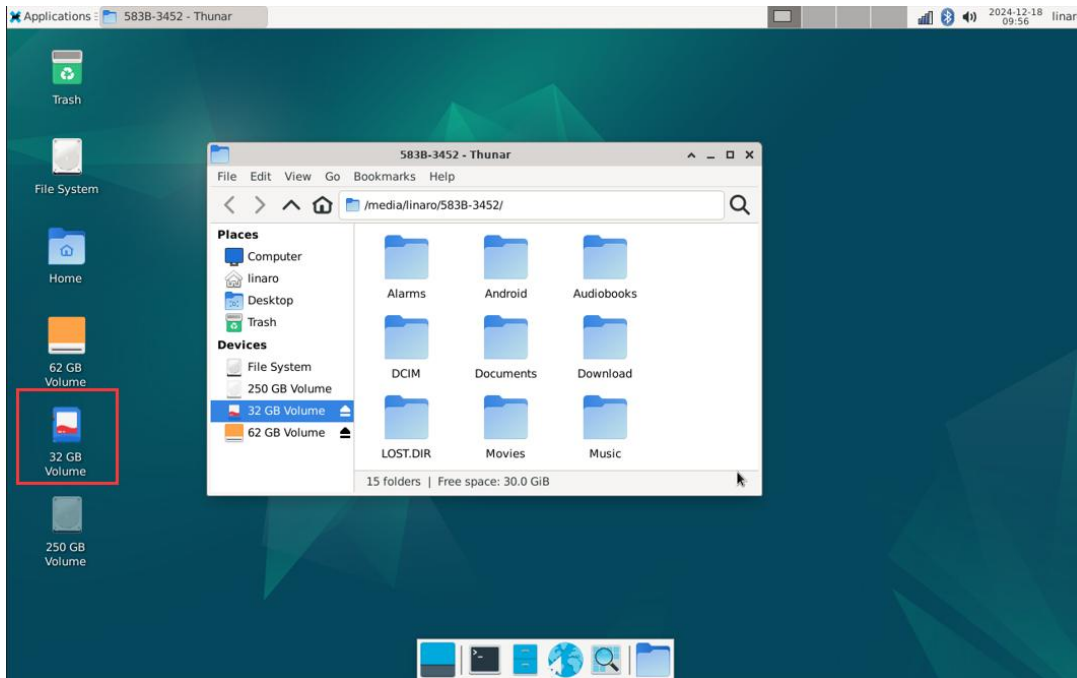 Applications
583B-3452 - Thunar
2024-12-18
09:56
linar
Trash
File System
Home
62 GB
Volume
32 GB
Volume
250 GB
Volume
583B-3452 - Thunar
File Edit View Go Bookmarks Help
/media/linaro/583B-3452/
Places
Computer
linaro
Desktop
Trash
Devices
File System
250 GB Volume
32 GB Volume
62 GB Volume
Alarms Android Audiobooks
DCIM Documents Download
LOST.DIR Movies Music
15 folders | Free space: 30.0 GiB